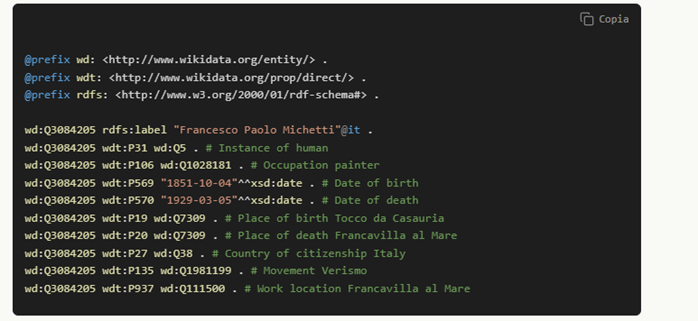 Copia
@prefix wd: <http://www.wikidata.org/entity/> .
@prefix wdt: <http://www.wikidata.org/prop/direct/> .
@prefix rdfs: <http://www.w3.org/2000/01/rdf-schema#> .
wd:Q3084205 rdfs:label "Francesco Paolo Michetti"@it .
wd:Q3084205 wdt:P31 wd:Q5 . # Instance of human
wd:Q3084205 wdt:P106 wd:Q1028181 . # Occupation painter
wd:Q3084205 wdt:P569 "1851-10-04"^^xsd:date . # Date of birth
wd:Q3084205 wdt:P570 "1929-03-05"^^xsd:date . # Date of death
wd:Q3084205 wdt:P19 wd:Q7309 . # Place of birth Tocco da Casauria
wd:Q3084205 wdt:P20 wd:Q7309 . # Place of death Francavilla al Mare
wd:Q3084205 wdt:P27 wd:Q38 . # Country of citizenship Italy
wd:Q3084205 wdt:P135 wd:Q1981199 . # Movement Verismo
wd:Q3084205 wdt:P937 wd:Q111500 . # Work location Francavilla al Mare